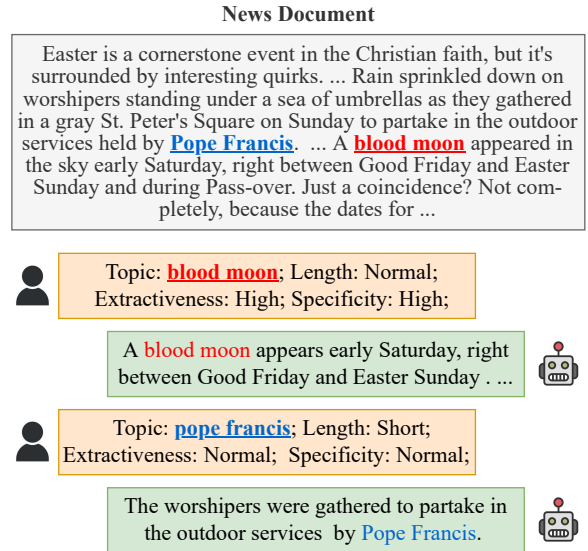 News Document
Easter is a cornerstone event in the Christian faith, but it's
surrounded by interesting quirks. ... Rain sprinkled down on
worshipers standing under a sea of umbrellas as they gathered
in a gray St. Peter's Square on Sunday to partake in the outdoor
services held by Pope Francis. ... A blood moon appeared in
the sky early Saturday, right between Good Friday and Easter
Sunday and during Pass-over. Just a coincidence? Not com-
pletely, because the dates for ...
Topic: blood moon; Length: Normal;
Extractiveness: High; Specificity: High;
A blood moon appears early Saturday, right
between Good Friday and Easter Sunday . ...
Topic: pope francis; Length: Short;
Extractiveness: Normal; Specificity: Normal;
The worshipers were gathered to partake in
the outdoor services by Pope Francis.